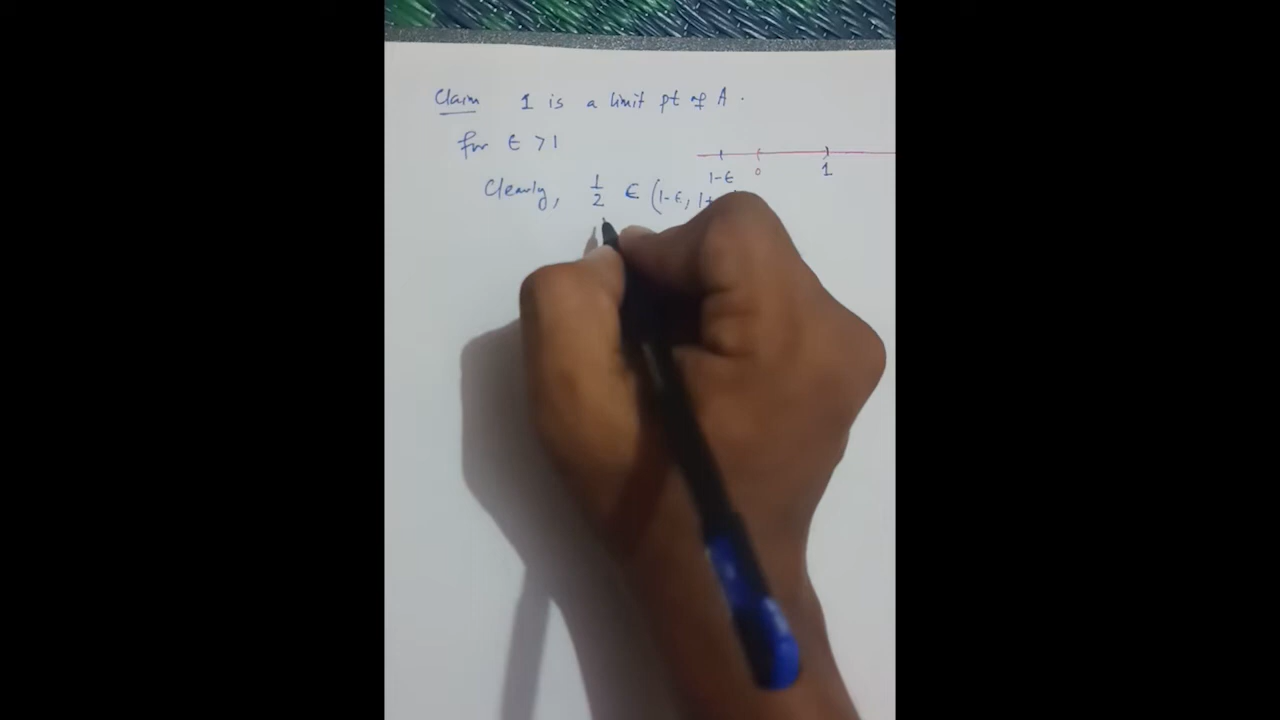 Claim 1 is a limit pt of A.
for ϵ > 1
1-ϵ 0 1
Clearly, 1/2 ∈ (1-ϵ, 1+